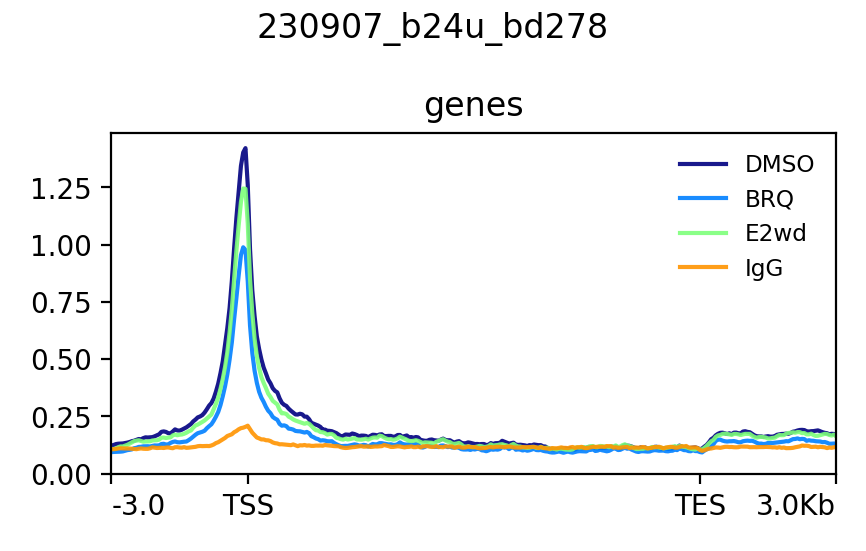 230907_b24u_bd278
genes
1.25
1.00
0.75
0.50
0.25
0.00
DMSO
BRQ
E2wd
IgG
-3.0 TSS TES 3.0Kb